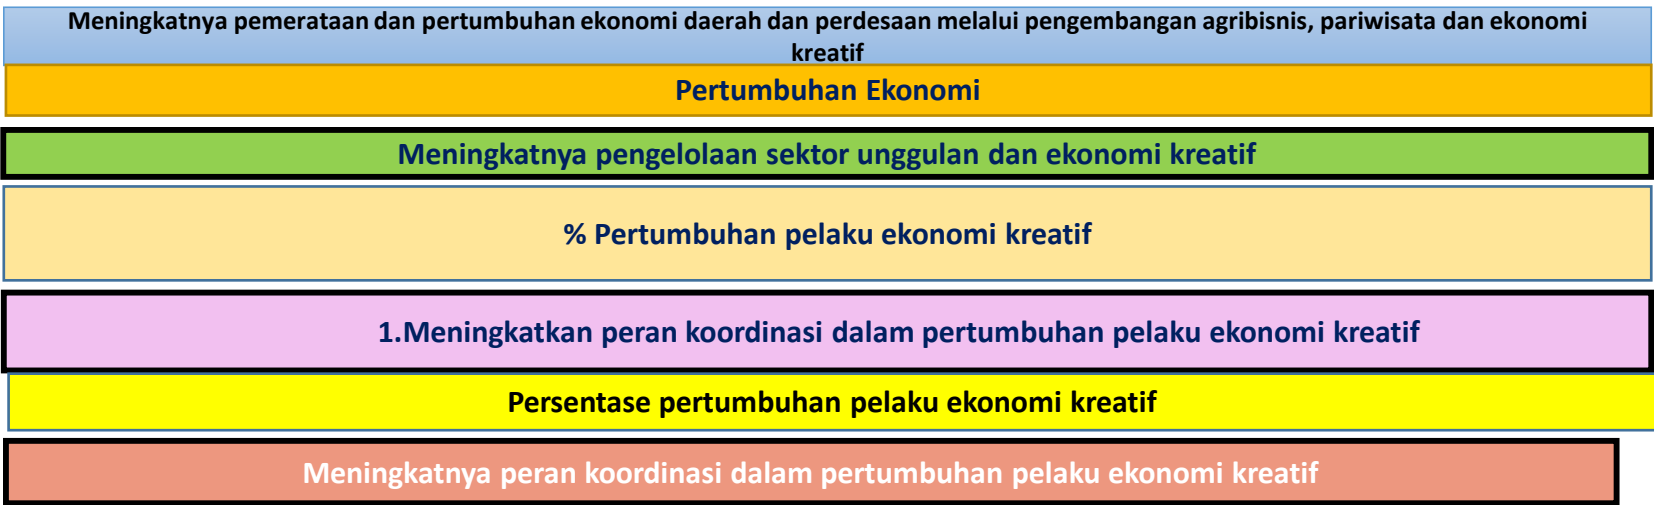 Meningkatnya pemerataan dan pertumbuhan ekonomi daerah dan perdesaan melalui pengembangan agribisnis, pariwisata dan ekonomi
kreatif
Pertumbuhan Ekonomi
Meningkatnya pengelolaan sektor unggulan dan ekonomi kreatif
% Pertumbuhan pelaku ekonomi kreatif
1.Meningkatkan peran koordinasi dalam pertumbuhan pelaku ekonomi kreatif
Persentase pertumbuhan pelaku ekonomi kreatif
Meningkatnya peran koordinasi dalam pertumbuhan pelaku ekonomi kreatif